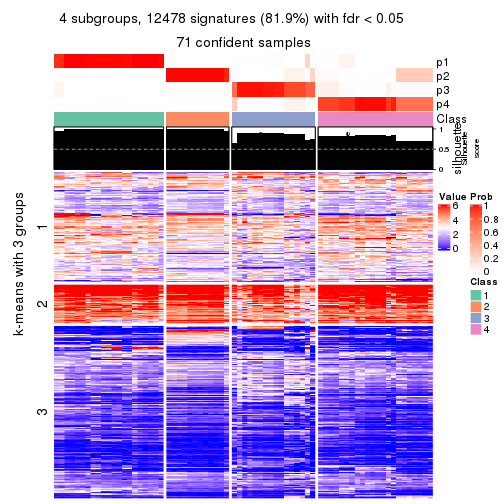 4 subgroups, 12478 signatures (81.9%) with fdr < 0.05
71 confident samples
p1
p2
p3
p4
Class
1
0.5
0
silhouette
Silhouette
score
k-means with 3 groups
1
2
3
Value
6
4
2
0
Prob
1
0.8
0.6
0.4
0.2
0
Class
1
2
3
4